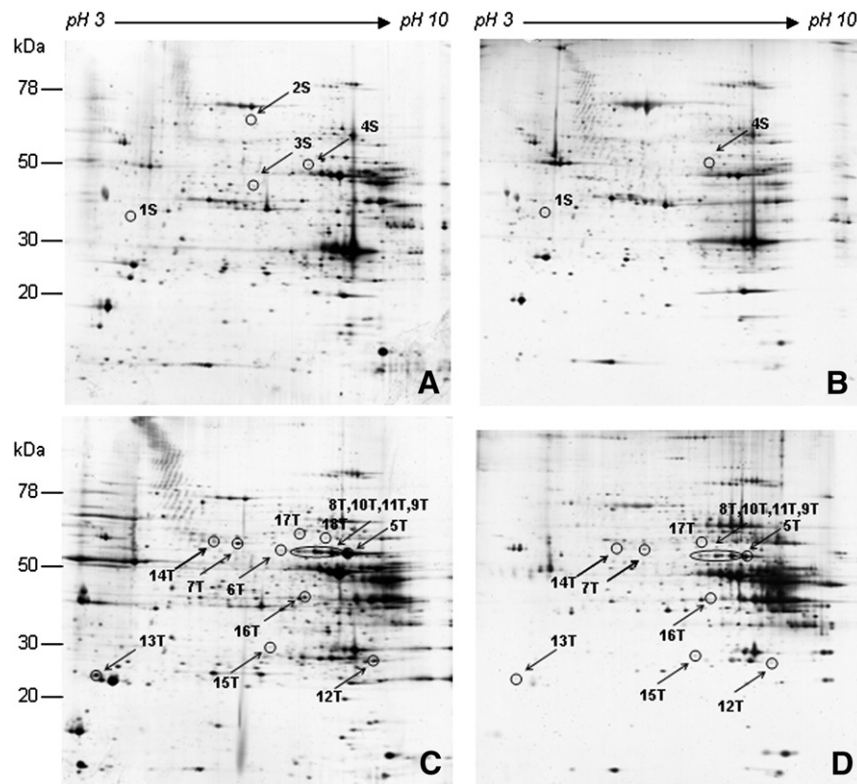 pH 3 pH 10 pH 3 pH 10
kDa
78
50
30
20
2S
3S
4S
1S
A
4S
1S
B
kDa
78
50
30
20
8T,10T,11T,9T
17T
18T
5T
14T
7T
6T
16T
13T
15T
12T
C
8T,10T,11T,9T
17T
5T
14T
7T
16T
13T
15T
12T
D